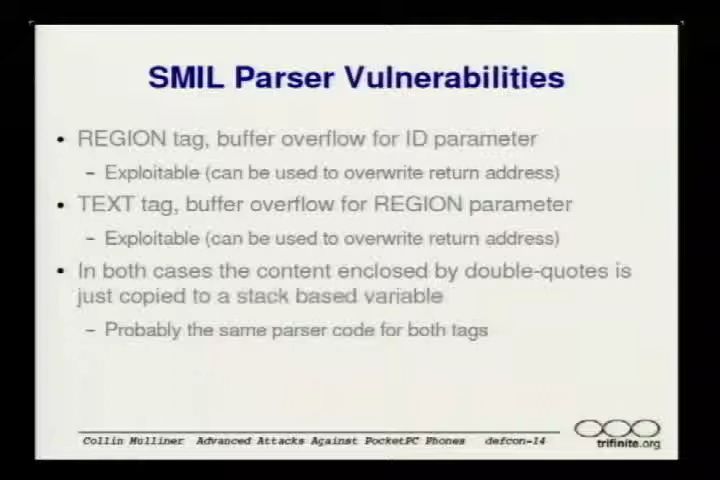 SMIL Parser Vulnerabilities
• REGION tag, buffer overflow for ID parameter
– Exploitable (can be used to overwrite return address)
• TEXT tag, buffer overflow for REGION parameter
– Exploitable (can be used to overwrite return address)
• In both cases the content enclosed by double-quotes is
just copied to a stack based variable
– Probably the same parser code for both tags
Collin Mulliner Advanced Attacks Against PocketPC Phones defcon-14
trifinite.org